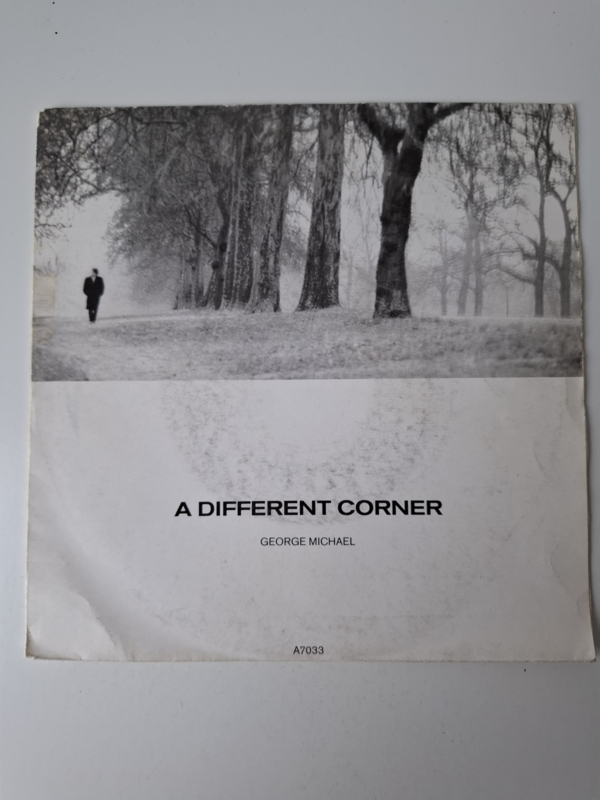 A DIFFERENT CORNER
GEORGE MICHAEL
A7033